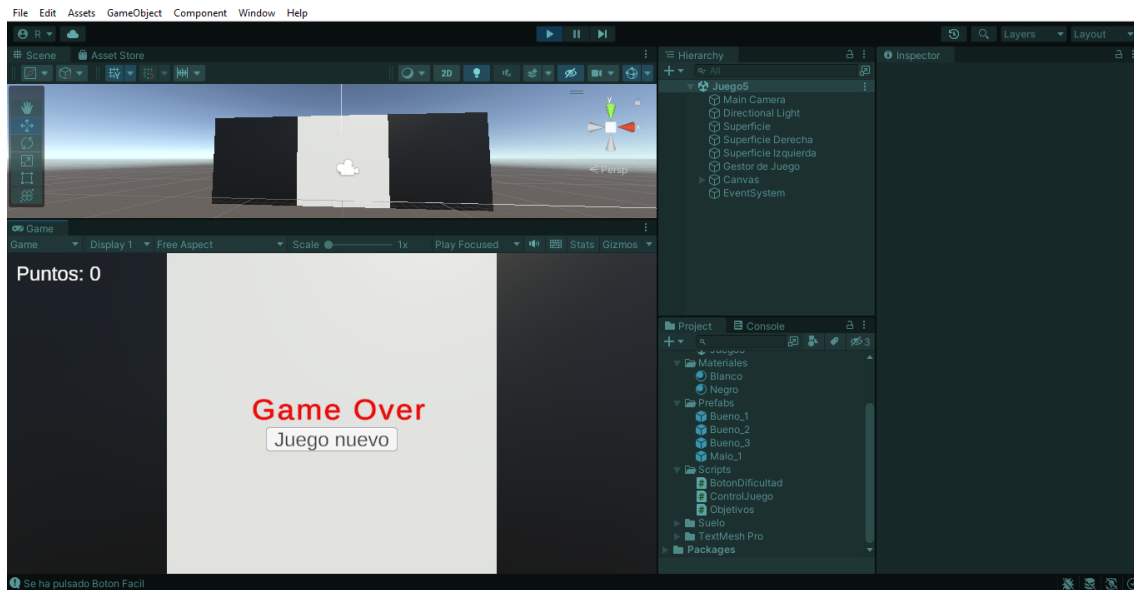 File Edit Assets GameObject Component Window Help
R
Layers Layout
Scene Asset Store
2D
Y
x
Persp
Game
Game Display 1 Free Aspect Scale 1x Play Focused Stats Gizmos
Puntos: 0
Game Over
Juego nuevo
Se ha pulsado Boton Facil
Hierarchy
All
Juego5
Main Camera
Directional Light
Superficie
Superficie Derecha
Superficie Izquierda
Gestor de Juego
Canvas
EventSystem
Project Console
3
Juego5
Materiales
Blanco
Negro
Prefabs
Bueno_1
Bueno_2
Bueno_3
Malo_1
Scripts
BotonDificultad
ControlJuego
Objetivos
Suelo
TextMesh Pro
Packages
Inspector